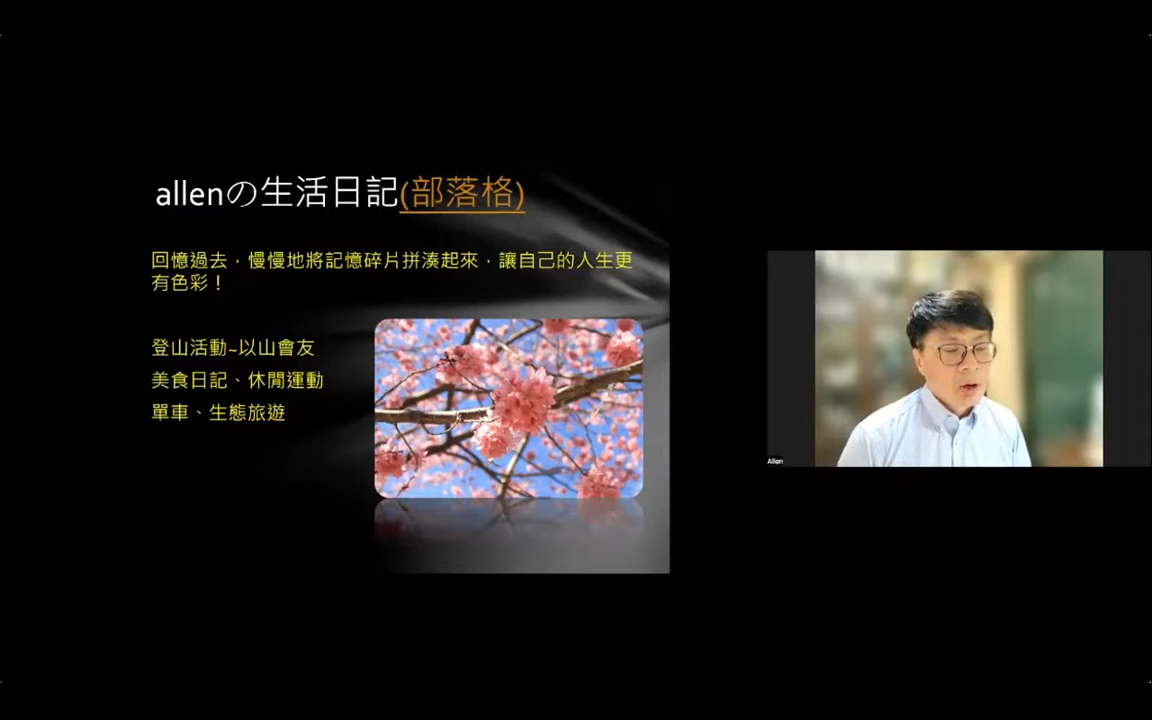 allenの生活日記(部落格)
回憶過去，慢慢地將記憶碎片拼湊起來，讓自己的人生更
有色彩！
登山活動~以山會友
美食日記、休閒運動
單車、生態旅遊
Allen